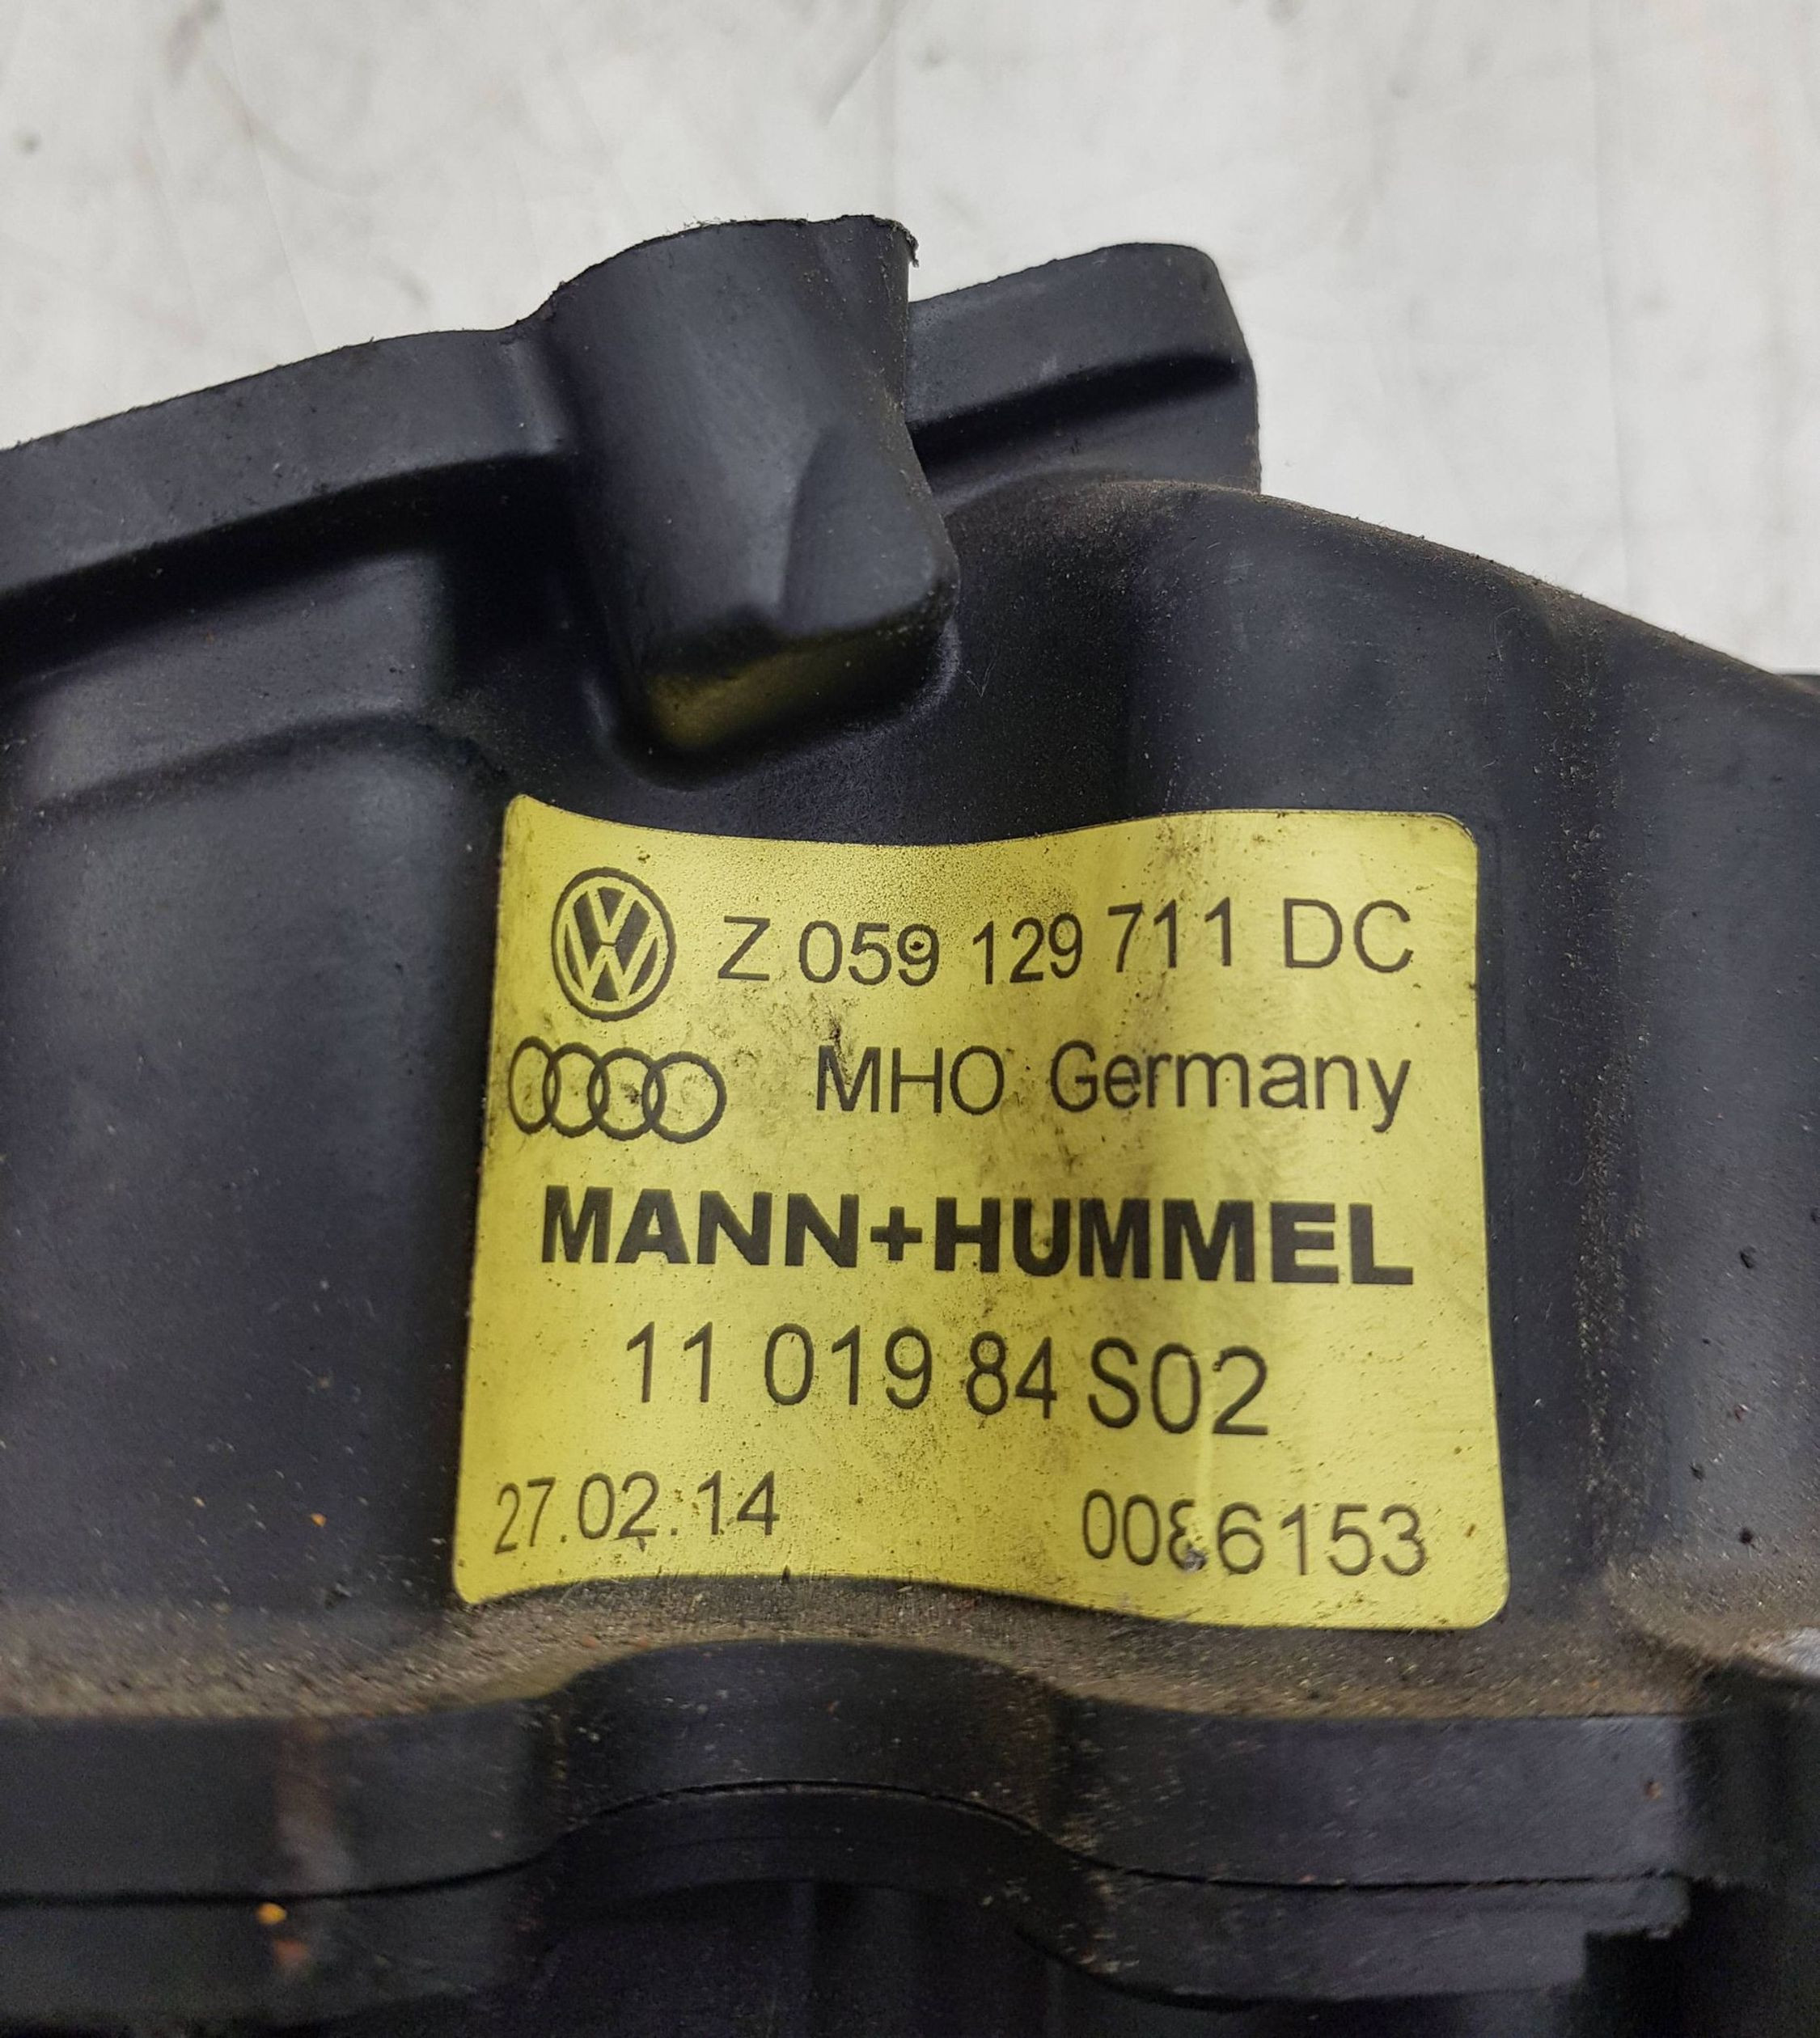 Z 059 129 711 DC
MHO Germany
MANN+HUMMEL
11 019 84 S02
27.02.14 0086153